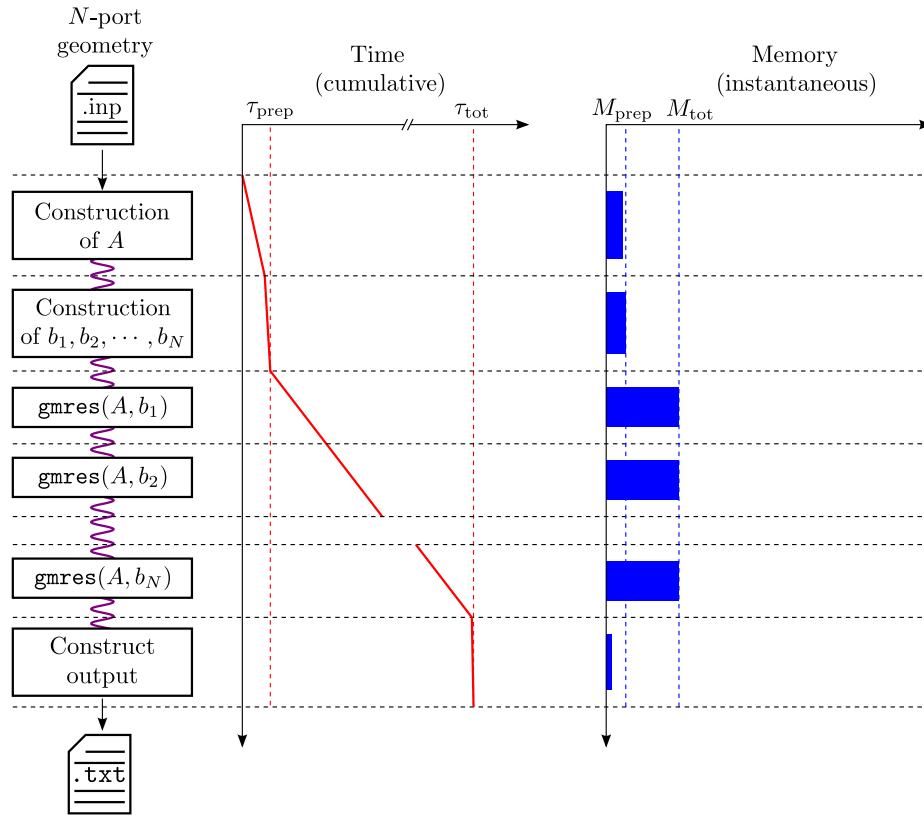 N-port
geometry
.inp
Time
(cumulative)
τprep
τtot
Memory
(instantaneous)
Mprep
Mtot
Construction
of A
Construction
of b1, b2, ⋯ , bN
gmres(A, b1)
gmres(A, b2)
gmres(A, bN)
Construct
output
.txt